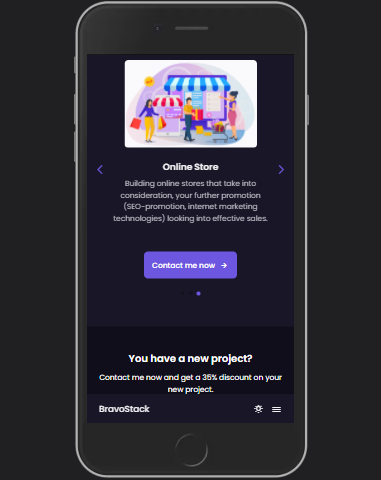 Online Store
Building online stores that take into
consideration, your further promotion
(SEO-promotion, internet marketing
technologies) looking into effective sales.
Contact me now
You have a new project?
Contact me now and get a 35% discount on your
new project.
BravoStack